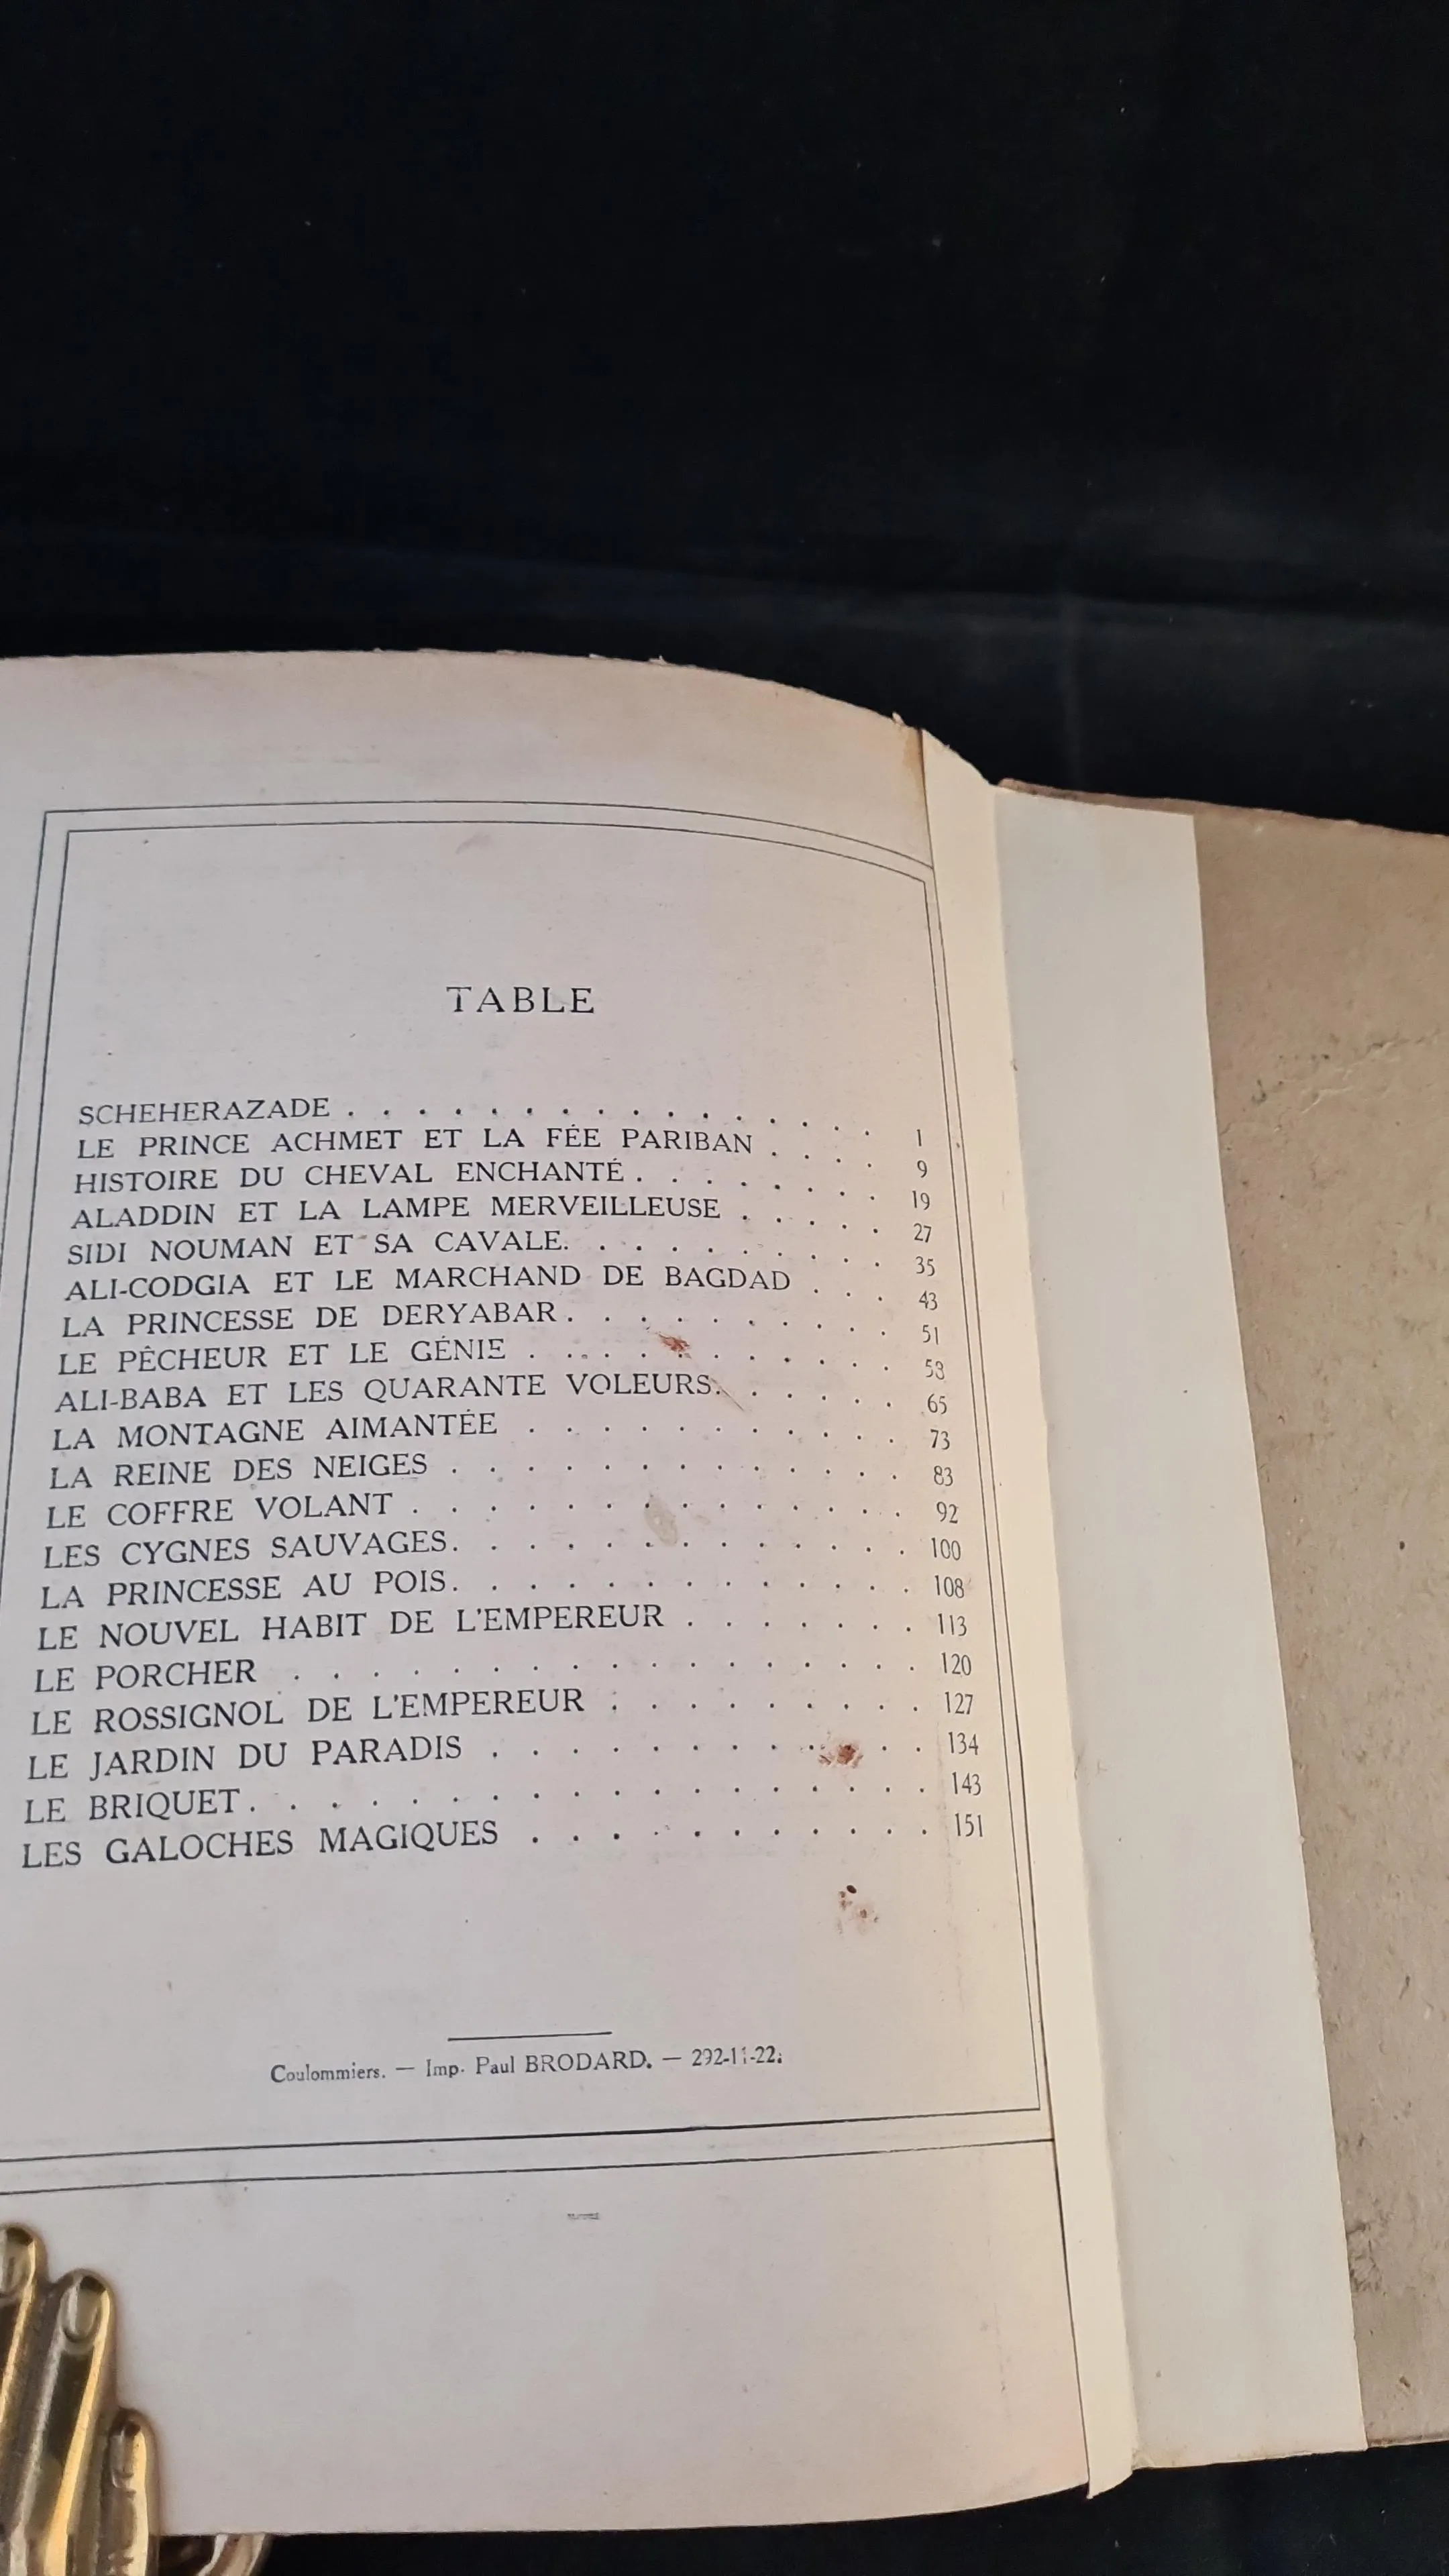 TABLE
SCHEHERAZADE . . . . . . . . . . . . . . . 1
LE PRINCE ACHMET ET LA FÉE PARIBAN . . . . 9
HISTOIRE DU CHEVAL ENCHANTÉ . . . . . . . . 19
ALADDIN ET LA LAMPE MERVEILLEUSE . . . . . 27
SIDI NOUMAN ET SA CAVALE. . . . . . . . . . 35
ALI-CODGIA ET LE MARCHAND DE BAGDAD . . . 43
LA PRINCESSE DE DERYABAR . . . . . . . . . . 51
LE PÊCHEUR ET LE GÉNIE . . . . . . . . . . 53
ALI-BABA ET LES QUARANTE VOLEURS. . . . . . 65
LA MONTAGNE AIMANTÉE . . . . . . . . . . 73
LA REINE DES NEIGES . . . . . . . . . . . . 83
LE COFFRE VOLANT . . . . . . . . . . . . . 92
LES CYGNES SAUVAGES. . . . . . . . . . . . . 100
LA PRINCESSE AU POIS. . . . . . . . . . . . . 108
LE NOUVEL HABIT DE L'EMPEREUR . . . . . . . 113
LE PORCHER . . . . . . . . . . . . . . . . 120
LE ROSSIGNOL DE L'EMPEREUR . . . . . . . . 127
LE JARDIN DU PARADIS . . . . . . . . . . . 134
LE BRIQUET. . . . . . . . . . . . . . . . . 143
LES GALOCHES MAGIQUES . . . . . . . . . . 151
Coulommiers. — Imp. Paul BRODARD. — 292-11-22.